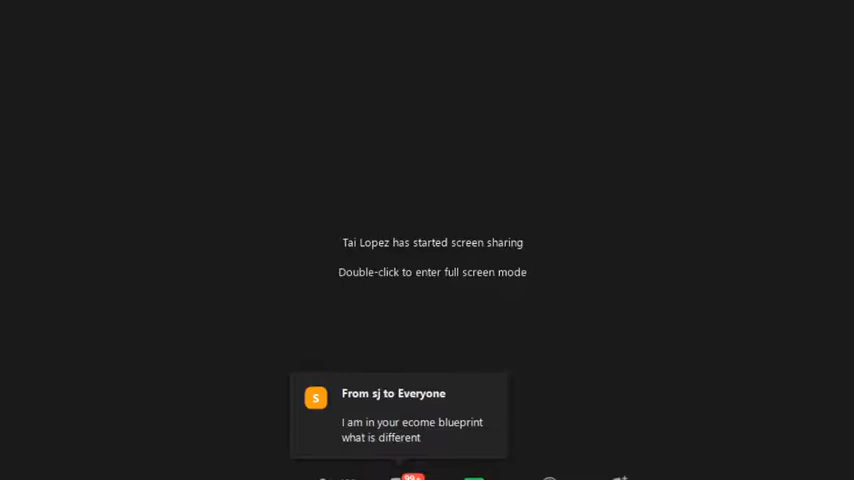 Tai Lopez has started screen sharing
Double-click to enter full screen mode
S
From sj to Everyone
I am in your ecome blueprint
what is different
99+